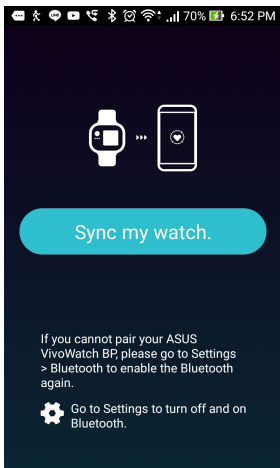 70% 6:52 PM
Sync my watch.
If you cannot pair your ASUS
VivoWatch BP, please go to Settings
> Bluetooth to enable the Bluetooth
again.
Go to Settings to turn off and on
Bluetooth.